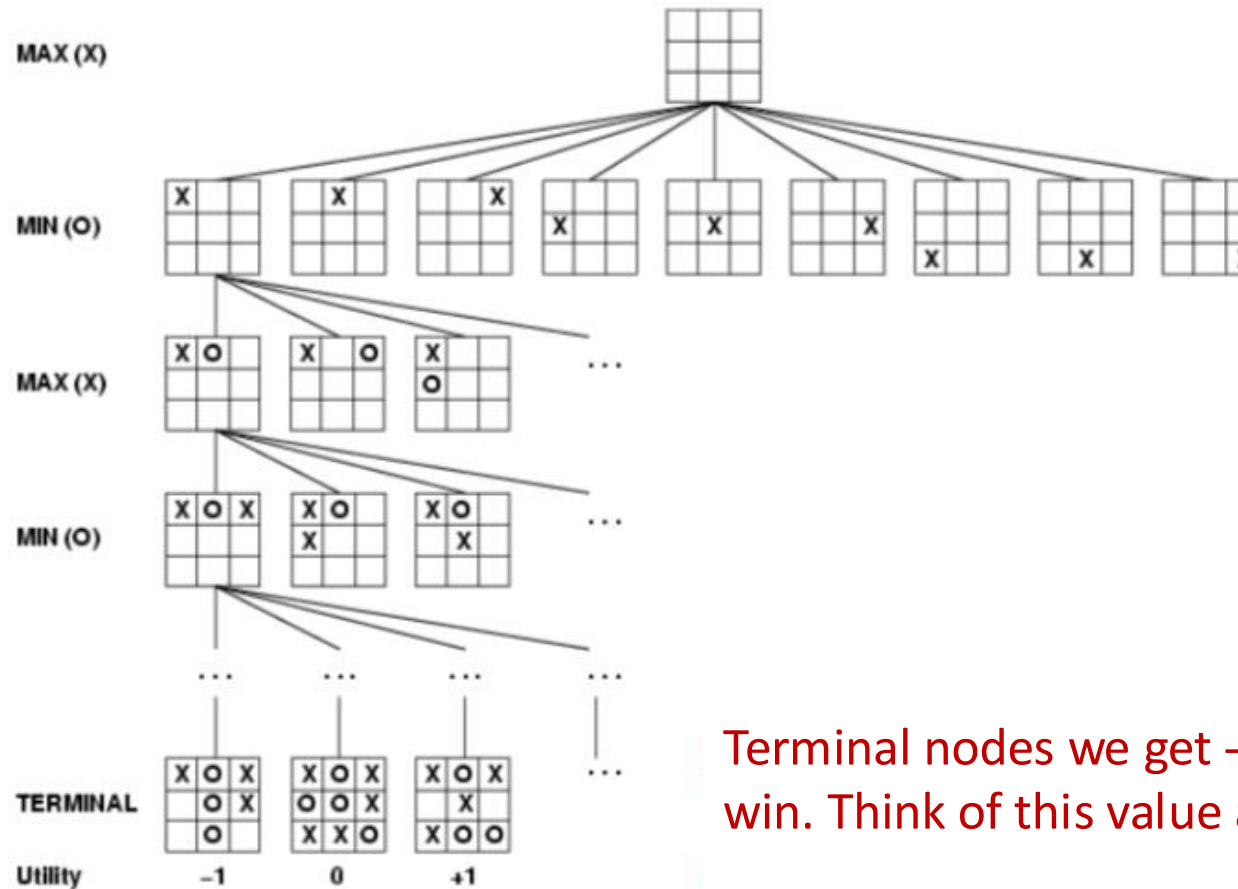 MAX (X)
X X X
MIN (O) X X X
X X
X O X O X
MAX (X) O
...
X O X X O X O
MIN (O) X X
...
... ... ... ...
X O X X O X X O X ...
TERMINAL O X O O X X
O X X O X O O
Utility –1 0 +1
Terminal nodes we get -
win. Think of this value